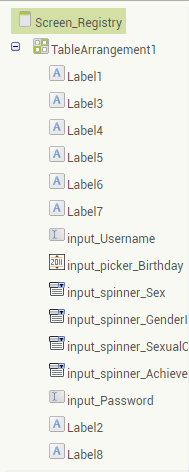 Screen_Registry
TableArrangement1
Label1
Label3
Label4
Label5
Label6
Label7
input_Username
input_picker_Birthday
input_spinner_Sex
input_spinner_GenderI
input_spinner_SexualO
input_spinner_Achieve
input_Password
Label2
Label8